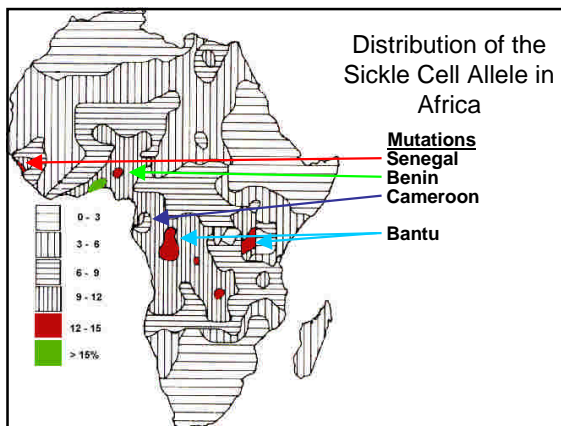 Distribution of the
Sickle Cell Allele in
Africa
Mutations
Senegal
Benin
Cameroon
Bantu
0 - 3
3 - 6
6 - 9
9 - 12
12 - 15
> 15%